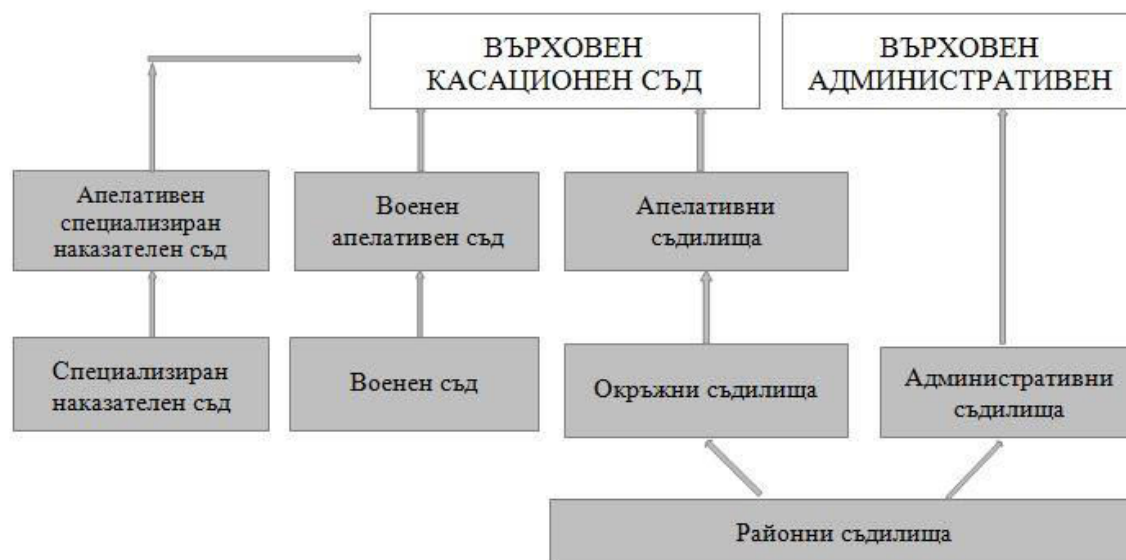 ВЪРХОВЕН
КАСАЦИОНЕН СЪД
ВЪРХОВЕН
АДМИНИСТРАТИВЕН
Апелативен
специализиран
наказателен съд
Военен
апелативен съд
Апелативни
съдилища
Специализиран
наказателен съд
Военен съд
Окръжни съдилища
Административни
съдилища
Районни съдилища